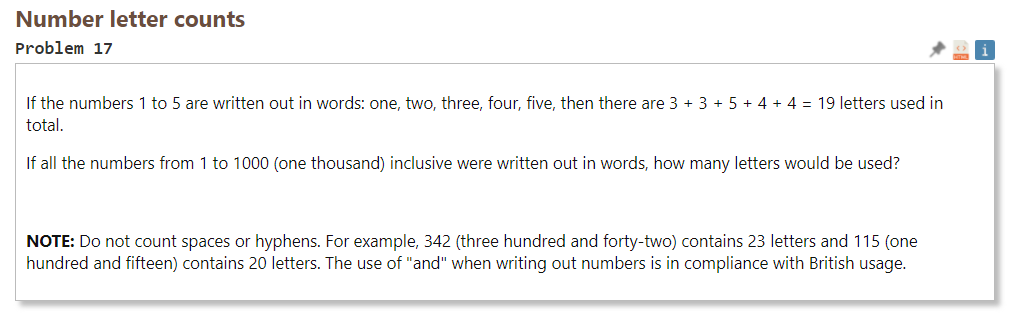 Number letter counts
Problem 17
If the numbers 1 to 5 are written out in words: one, two, three, four, five, then there are 3 + 3 + 5 + 4 + 4 = 19 letters used in
total.
If all the numbers from 1 to 1000 (one thousand) inclusive were written out in words, how many letters would be used?
NOTE: Do not count spaces or hyphens. For example, 342 (three hundred and forty-two) contains 23 letters and 115 (one
hundred and fifteen) contains 20 letters. The use of "and" when writing out numbers is in compliance with British usage.